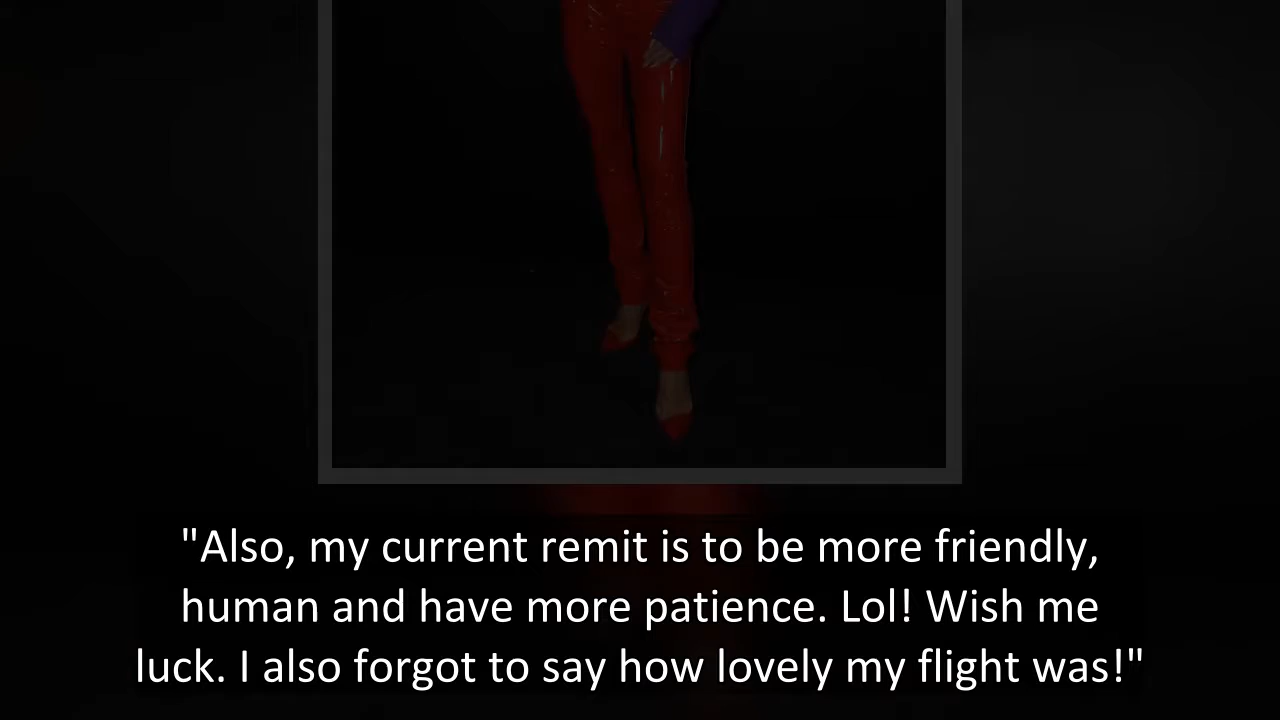 "Also, my current remit is to be more friendly,
human and have more patience. Lol! Wish me
luck. I also forgot to say how lovely my flight was!"